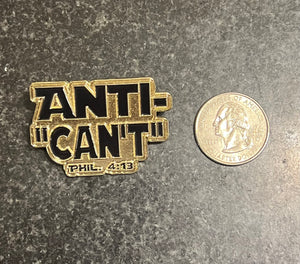 ANTI-
"CAN'T"
PHIL. 4:13